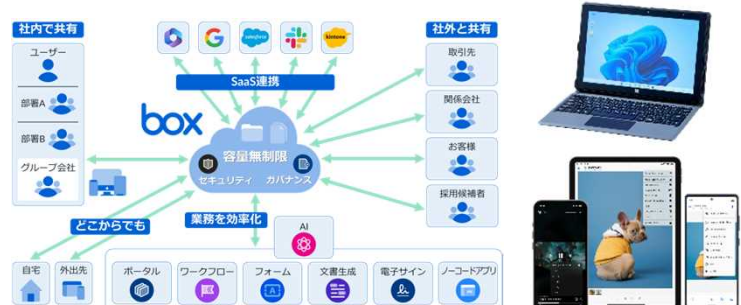 社内で共有
ユーザー
部署A
部署B
グループ会社
salesforce
kintone
SaaS連携
box
容量無制限
セキュリティ
ガバナンス
社外と共有
取引先
関係会社
お客様
採用候補者
どこからでも
業務を効率化
AI
自宅
外出先
ポータル
ワークフロー
フォーム
文書生成
電子サイン
ノーコードアプリ